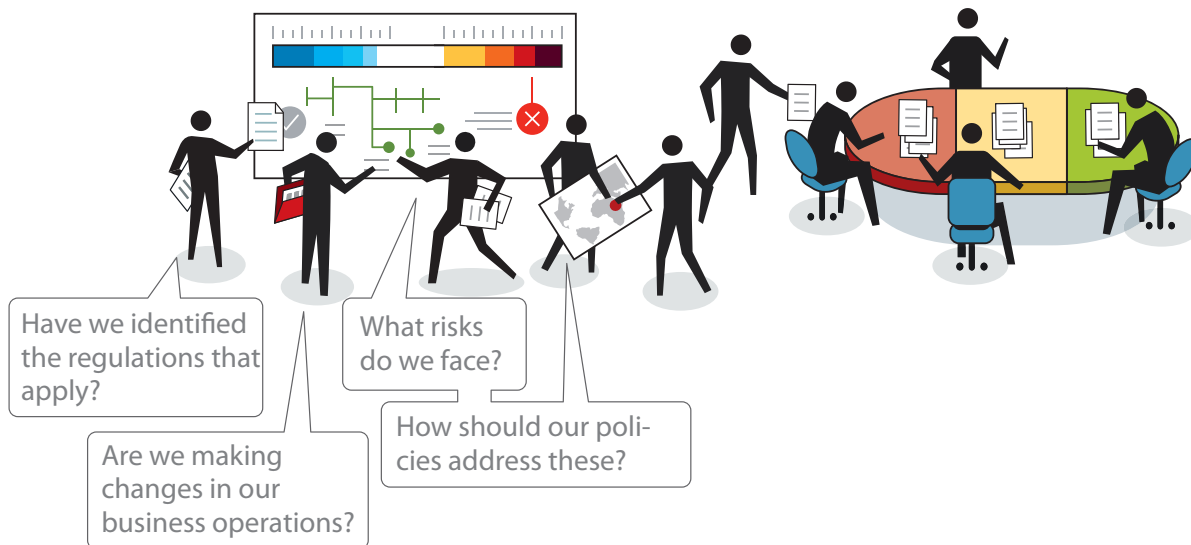 Have we identified
the regulations that
apply?
Are we making
changes in our
business operations?
What risks
do we face?
How should our poli-
cies address these?